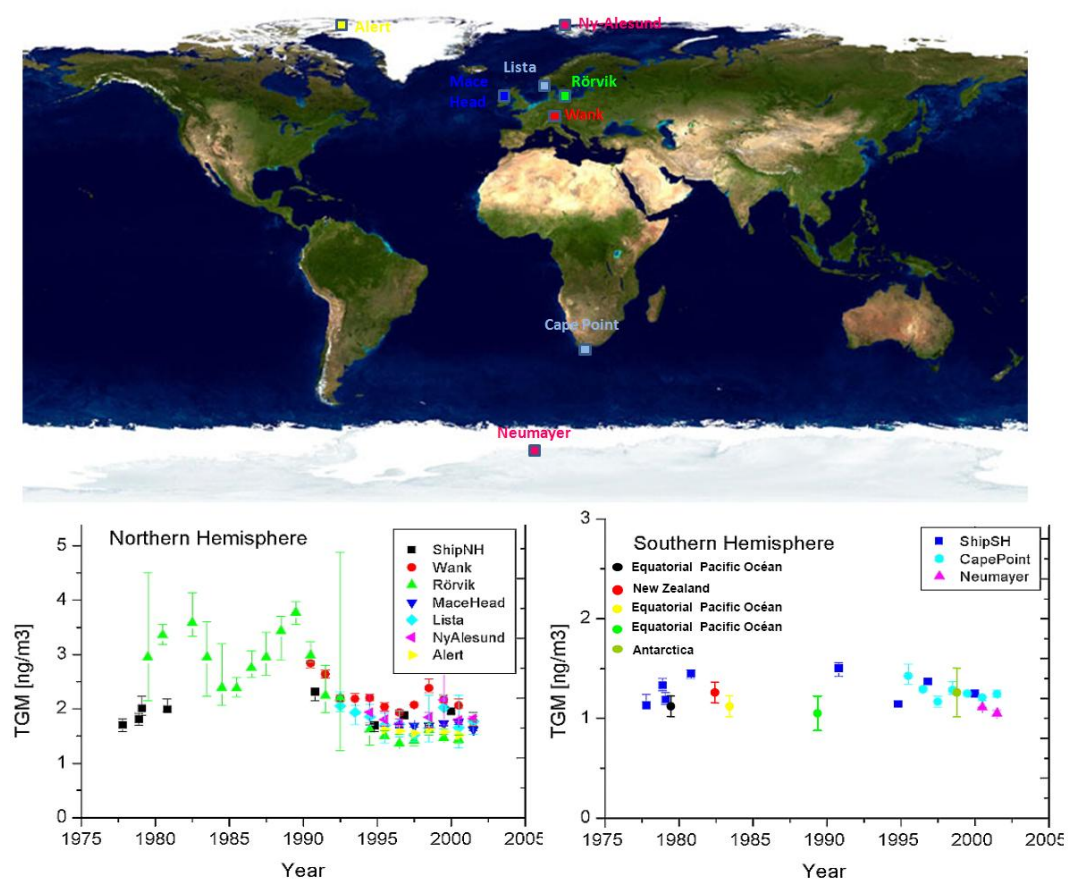 Alert
Ny-Alesund
Lista
Mace
Head
Rörvik
Wank
Cape Point
Neumayer
Northern Hemisphere
ShipNH
Wank
Rörvik
MaceHead
Lista
NyAlesund
Alert
TGM [ng/m3]
5
4
3
2
1
0
1975 1980 1985 1990 1995 2000 2005
Year
Southern Hemisphere
Equatorial Pacific Océan
New Zealand
Equatorial Pacific Océan
Equatorial Pacific Océan
Antarctica
ShipSH
CapePoint
Neumayer
TGM [ng/m3]
3
2
1
0
1975 1980 1985 1990 1995 2000 2005
Year